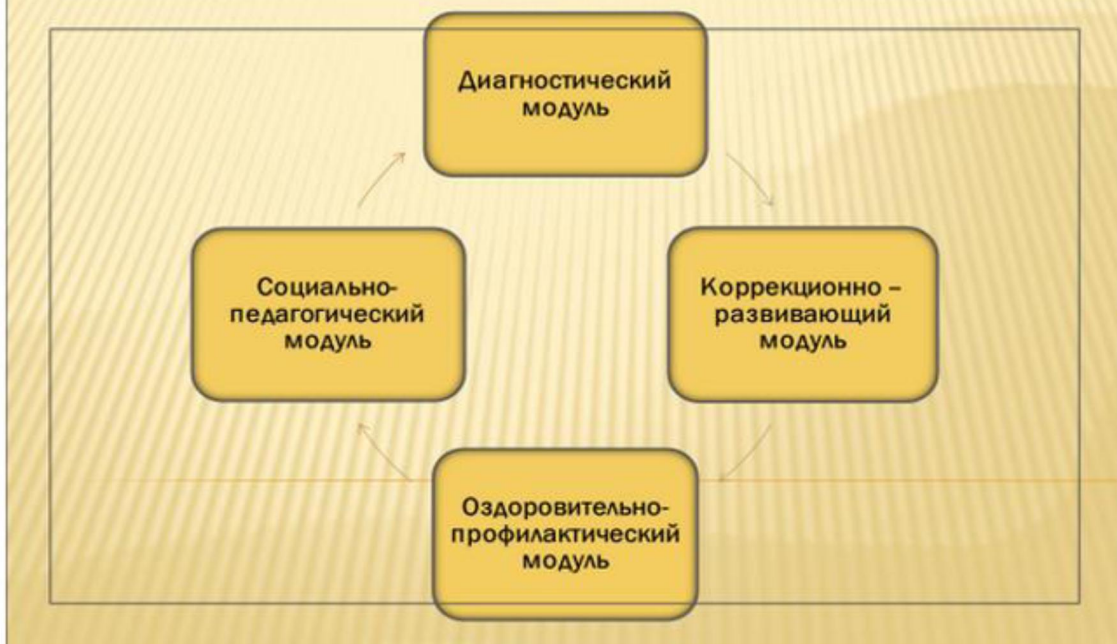 Диагностический
модуль
Социально-
педагогический
модуль
Коррекционно –
развивающий
модуль
Оздоровительно-
профилактический
модуль